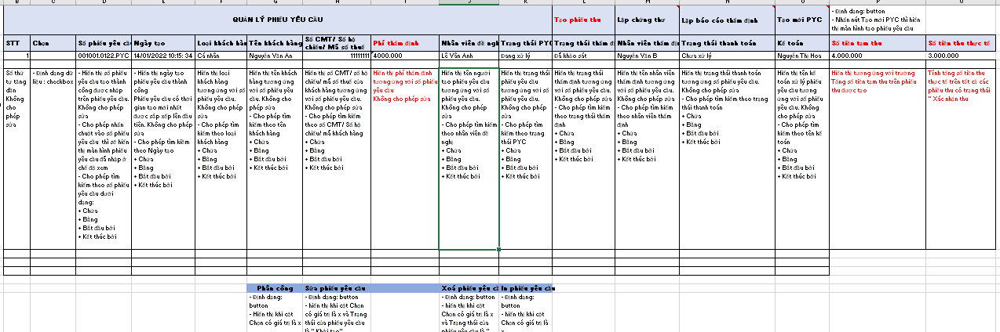 B C D E F G H I J K L M N O P Q
QUẢN LÝ PHIẾU YÊU CẦU
Tạo phiếu thu
Lập chứng thư
Lập báo cáo thẩm định
Tạo mới PYC
- Định dạng: button
- Nhấn nút Tạo mới PYC thì hiển
thị màn hình tạo phiếu yêu cầu
STT Chọn Số phiếu yêu cầ Ngày tạo Loại khách hàn Tên khách hàng
Số CMT/ Số hộ
chiếu/ Mã số thuế
Phí thẩm định Nhân viên đề ngh Trạng thái PYC Trạng thái thẩm đ Nhân viên thẩm đị Trạng thái thanh toán Kế toán Số tiền tạm thu Số tiền thu thực tế
1 001001.0122.PYC 14/01/2022 10:15:34 Cá nhân Nguyễn Văn An 11111111 4000.000 Lê Vân Anh Đang xử lý Đã khảo sát Nguyễn Văn B Chưa xử lý Nguyễn Thị Hoa 4.000.000 3.000.000
Số thứ
tự tăng
dần
Không
cho
phép
sửa
- Định dạng dữ
liệu : checkbox
- Hiển thị số phiếu
yêu cầu tạo thành
công được nhập
trên phiếu yêu cầu.
Không cho phép
sửa
- Cho phép nhấn
chuột vào số phiếu
yêu cầu thì sẽ hiển
thị màn hình phiếu
yêu cầu đã nhập ở
chế độ xem
- Cho phép tìm
kiếm theo số phiếu
yêu cầu dưới
dạng:
+ Chứa
+ Bằng
+ Bắt đầu bởi
+ Kết thúc bởi
- Hiển thị ngày tạo
phiếu yêu cầu thành
công
Phiếu yêu cầu có thời
gian tạo mới nhất
được sắp xếp lên đầu
tiên. Không cho phép
sửa
- Cho phép tìm kiếm
theo Ngày tạo
+ Chứa
+ Bằng
+ Bắt đầu bởi
+ Kết thúc bởi
Hiển thị loại
khách hàng
tương ứng với số
phiếu yêu cầu.
Không cho phép
sửa
- Cho phép tìm
kiếm theo loại
khách hàng
+ Chứa
+ Bằng
+ Bắt đầu bởi
+ Kết thúc bởi
Hiển thị tên khách
hàng tương ứng
với số phiếu yêu
cầu. Không cho
phép sửa
- Cho phép tìm
kiếm theo tên
khách hàng
+ Chứa
+ Bằng
+ Bắt đầu bởi
+ Kết thúc bởi
Hiển thị số CMT/ số hộ
chiếu/ mã số thuế của
khách hàng tương ứng
với số phiếu yêu cầu.
Không cho phép sửa
- Cho phép tìm kiếm
theo số CMT/ Số hộ
chiếu/ mã khách hàng
+ Chứa
+ Bằng
+ Bắt đầu bởi
+ Kết thúc bởi
Hiển thị phí thẩm định
tương ứng với số phiếu
yêu cầu
Không cho phép sửa
Hiển thị tên người
tạo phiếu yêu cầu
tương ứng với số
phiếu yêu cầu.
Không cho phép
sửa
- Cho phép tìm kiếm
theo nhân viên đề
nghị
+ Chứa
+ Bằng
+ Bắt đầu bởi
+ Kết thúc bởi
Hiển thị trạng thái
phiếu yêu cầu
tương ứng với số
phiếu yêu cầu.
Không cho phép
sửa
- Cho phép tìm
kiếm theo trạng
thái PYC
+ Chứa
+ Bằng
+ Bắt đầu bởi
+ Kết thúc bởi
Hiển thị trạng thái
thẩm định tương ứng
với số phiếu yêu cầu.
Không cho phép sửa
- Cho phép tìm kiếm
theo trạng thái thẩm
định
+ Chứa
+ Bằng
+ Bắt đầu bởi
+ Kết thúc bởi
Hiển thị tên nhân viên
thẩm định tương ứng
với số phiếu yêu cầu.
Không cho phép sửa
- Cho phép tìm kiếm
theo nhân viên thẩm
định
+ Chứa
+ Bằng
+ Bắt đầu bởi
+ Kết thúc bởi
Hiển thị trạng thái thanh toán
tương ứng số phiếu yêu cầu.
Không cho phép sửa
- Cho phép tìm kiếm theo trạng
thái thanh toán
+ Chứa
+ Bằng
+ Bắt đầu bởi
+ Kết thúc bởi
Hiển thị tên kế
toán xử lý phiếu
yêu cầu tương
ứng với số phiếu
yêu cầu. Không
cho phép sửa
- Cho phép tìm
kiếm theo tên kế
toán
+ Chứa
+ Bằng
+ Bắt đầu bởi
+ Kết thúc bởi
Hiển thị tương ứng với trường
Tổng số tiền tạm thu trên phiếu
thu được tạo
Tính tổng số tiền thu
thực tế trên tất cả các
phiếu thu có trạng thái
" Xác nhận thu
Phân công Sửa phiếu yêu cầu Xoá phiếu yêu cầ In phiếu yêu cầu
- Định dạng:
button
- Hiển thị khi cột
Chọn có giá trị là x
- Định dạng: button
- hiển thị khi cột Chọn
có giá trị là x và Trạng
thái của phiếu yêu cầu
là " Khởi tạo"
- Định dạng: button
- hiển thị khi cột
Chọn có giá trị là x
và Trạng thái của
phiếu yêu cầu là "
- Định dạng:
button
- hiển thị khi cột
Chọn có giá trị là
x